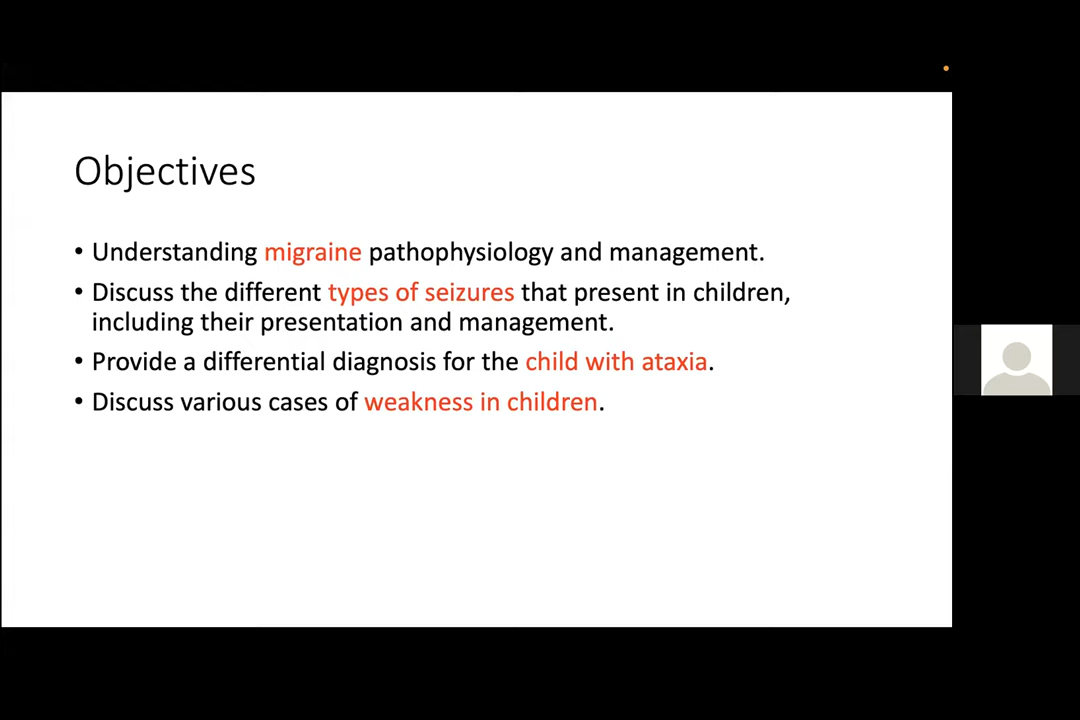 Objectives
• Understanding migraine pathophysiology and management.
• Discuss the different types of seizures that present in children,
including their presentation and management.
• Provide a differential diagnosis for the child with ataxia.
• Discuss various cases of weakness in children.